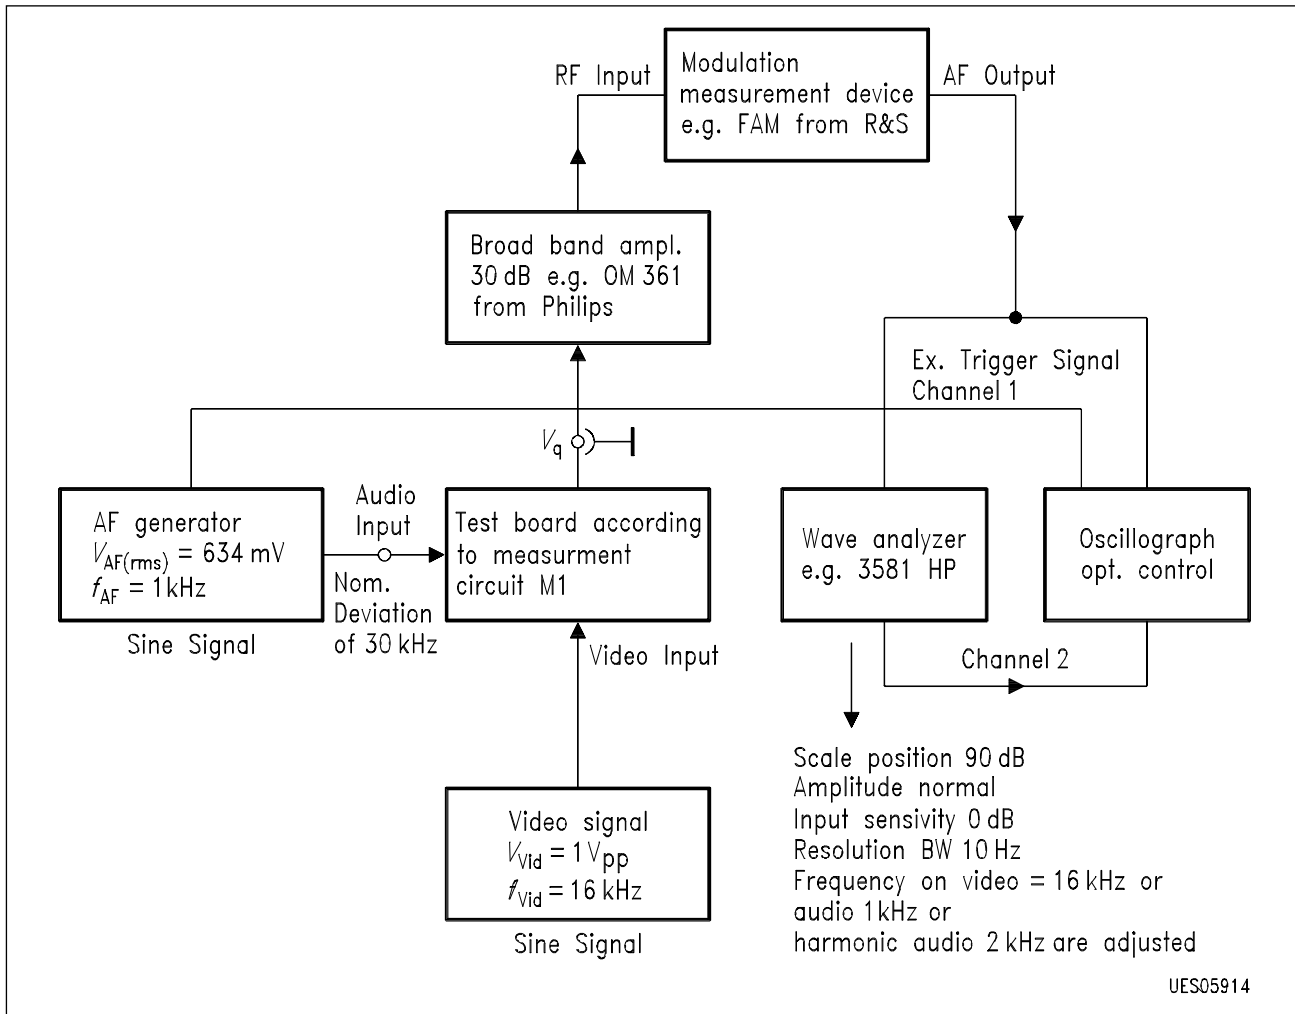 RF Input
Modulation
measurement device
e.g. FAM from R&S
AF Output
Broad band ampl.
30 dB e.g. OM 361
from Philips
Ex. Trigger Signal
Channel 1
Vq
AF generator
VAF(rms) = 634 mV
fAF = 1 kHz
Sine Signal
Audio
Input
Nom.
Deviation
of 30 kHz
Test board according
to measurment
circuit M1
Wave analyzer
e.g. 3581 HP
Oscillograph
opt. control
Video Input
Channel 2
Video signal
VVid = 1 Vpp
fVid = 16 kHz
Sine Signal
Scale position 90 dB
Amplitude normal
Input sensivity 0 dB
Resolution BW 10 Hz
Frequency on video = 16 kHz or
audio 1 kHz or
harmonic audio 2 kHz are adjusted
UES05914